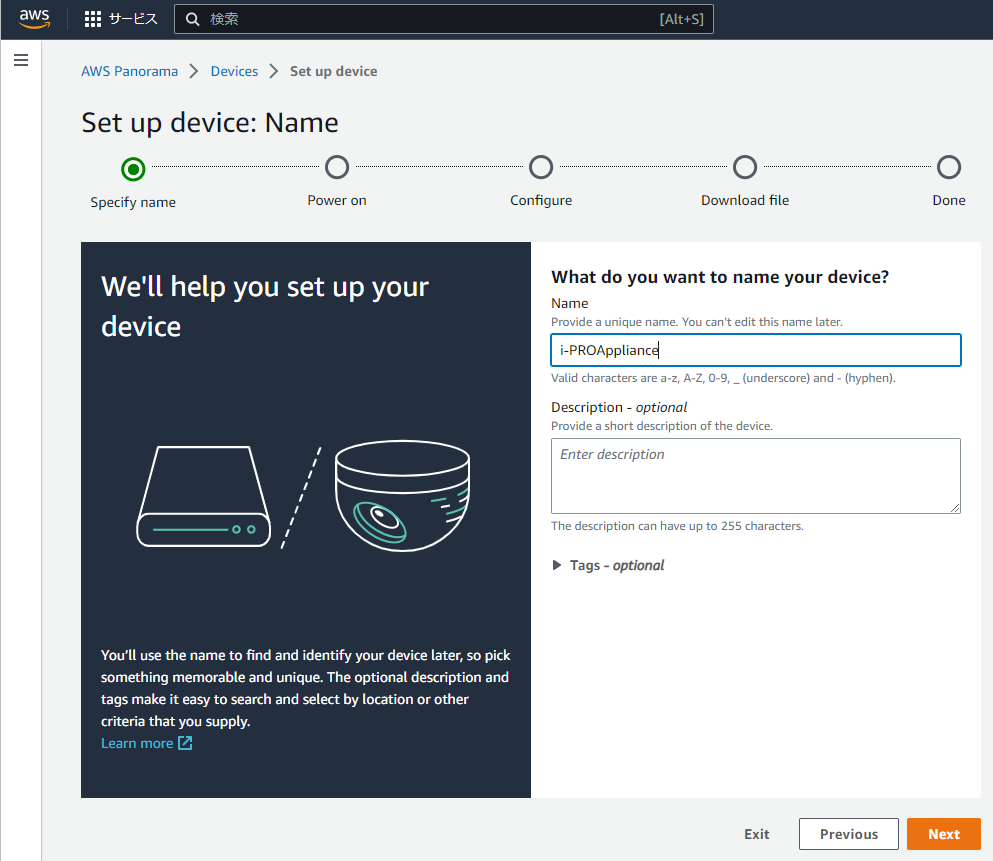 aws サービス 検索 [Alt+S]
AWS Panorama Devices Set up device
Set up device: Name
Specify name Power on Configure Download file Done
We'll help you set up your
device
You'll use the name to find and identify your device later, so pick
something memorable and unique. The optional description and
tags make it easy to search and select by location or other
criteria that you supply.
Learn more
What do you want to name your device?
Name
Provide a unique name. You can't edit this name later.
i-PROAppliance
Valid characters are a-z, A-Z, 0-9, _ (underscore) and - (hyphen).
Description - optional
Provide a short description of the device.
Enter description
The description can have up to 255 characters.
Tags - optional
Exit Previous Next